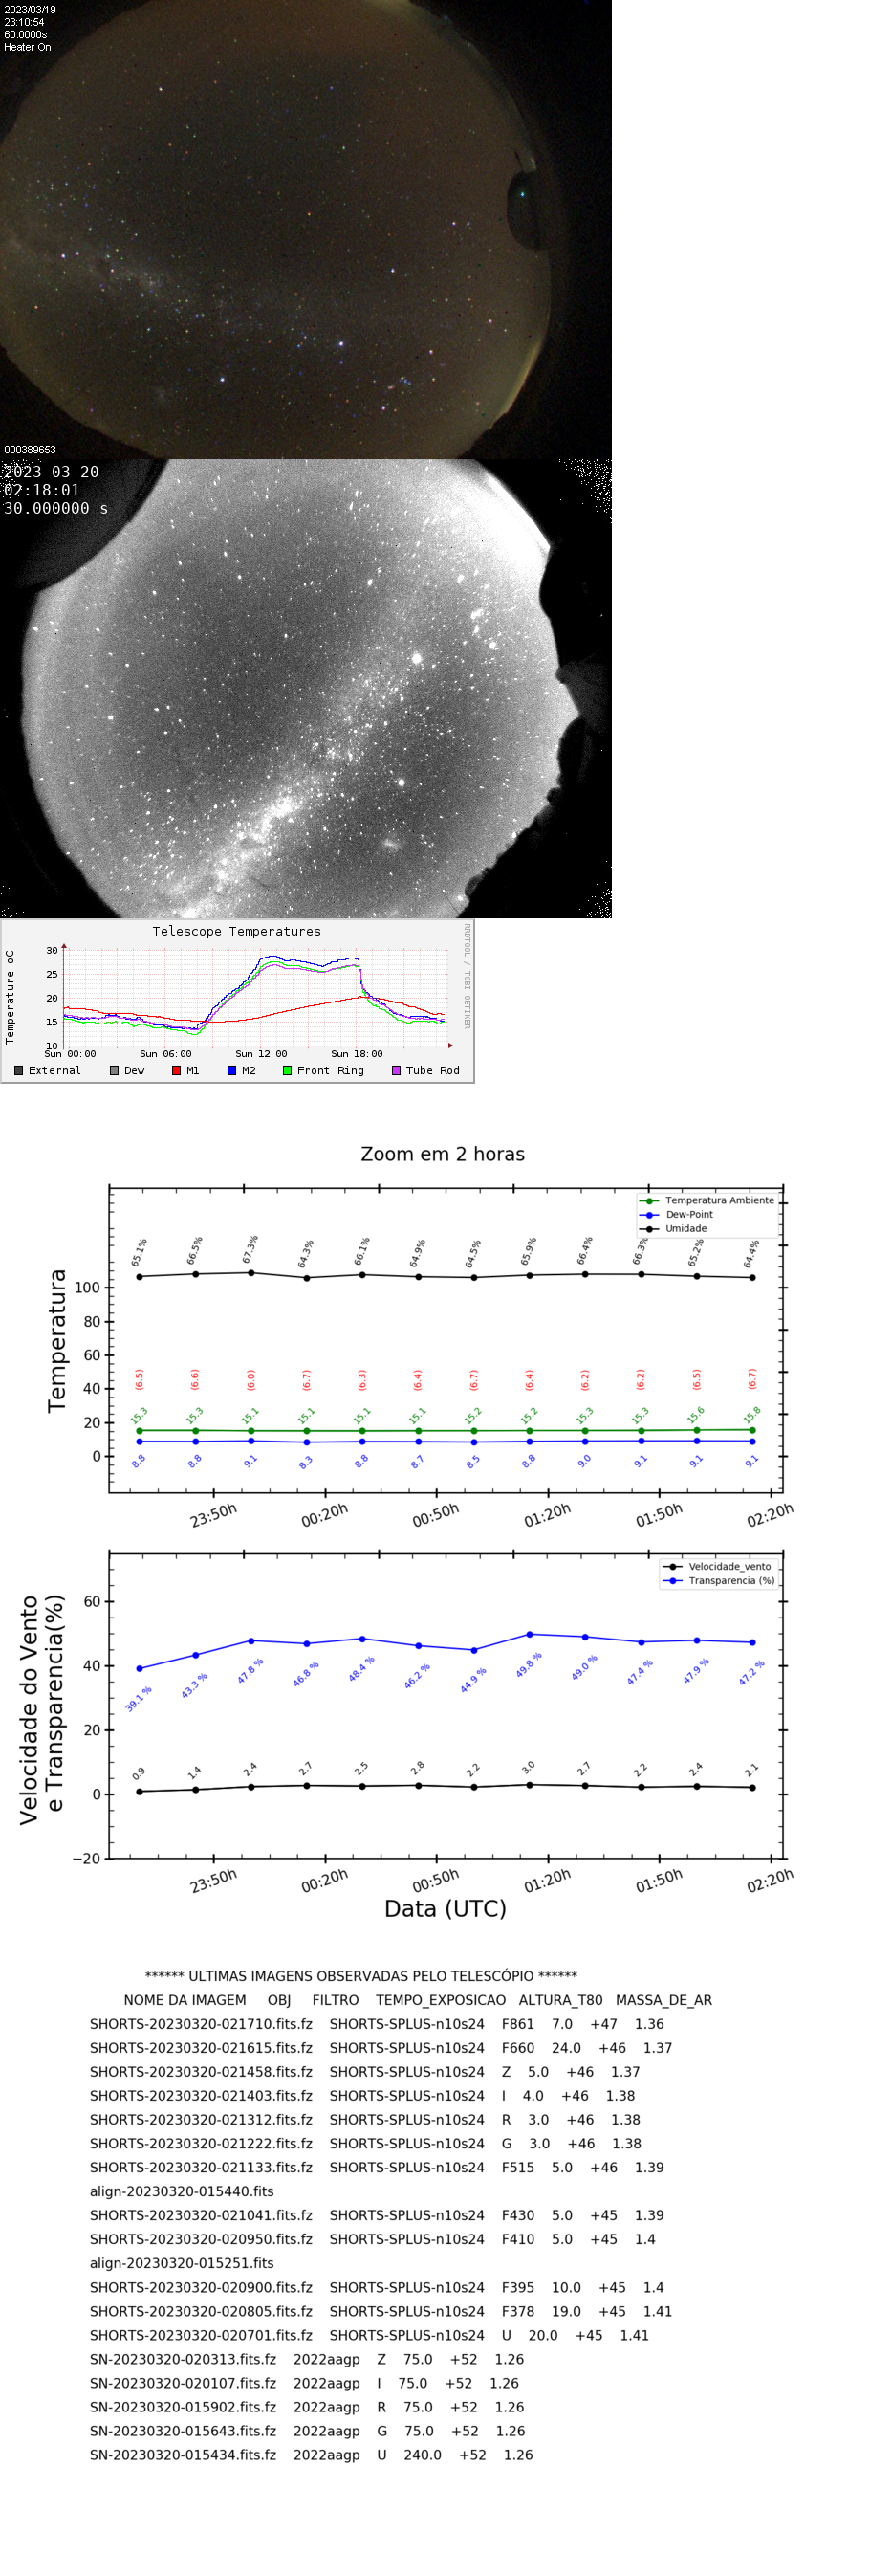 2023/03/19
23:10:54
60.0000s
Heater On
000389653
2023-03-20
02:18:01
30.000000 s
Telescope Temperatures
RRDTOOL / TOBI OETIKER
Temperature oC
30
25
20
15
10
Sun 00:00 Sun 06:00 Sun 12:00 Sun 18:00
External Dew M1 M2 Front Ring Tube Rod
Zoom em 2 horas
Temperatura Ambiente
Dew-Point
Umidade
65.1% 66.5% 67.3% 64.3% 66.1% 64.9% 64.5% 65.9% 66.4% 66.3% 65.2% 64.4%
Temperatura
100
80
60
40
20
0
(6.5) (6.6) (6.0) (6.7) (6.3) (6.4) (6.7) (6.4) (6.2) (6.2) (6.5) (6.7)
15.3 15.3 15.1 15.1 15.1 15.1 15.2 15.2 15.3 15.3 15.6 15.8
8.8 8.8 9.1 8.3 8.8 8.7 8.5 8.8 9.0 9.1 9.1 9.1
23:50h 00:20h 00:50h 01:20h 01:50h 02:20h
Velocidade_vento
Transparencia (%)
Velocidade do Vento
e Transparencia(%)
60
40
20
0
−20
39.1 % 43.3 % 47.8 % 46.8 % 48.4 % 46.2 % 44.9 % 49.8 % 49.0 % 47.4 % 47.9 % 47.2 %
0.9 1.4 2.4 2.7 2.5 2.8 2.2 3.0 2.7 2.2 2.4 2.1
23:50h 00:20h 00:50h 01:20h 01:50h 02:20h
Data (UTC)
****** ULTIMAS IMAGENS OBSERVADAS PELO TELESCÓPIO ******
NOME DA IMAGEM OBJ FILTRO TEMPO_EXPOSICAO ALTURA_T80 MASSA_DE_AR
SHORTS-20230320-021710.fits.fz SHORTS-SPLUS-n10s24 F861 7.0 +47 1.36
SHORTS-20230320-021615.fits.fz SHORTS-SPLUS-n10s24 F660 24.0 +46 1.37
SHORTS-20230320-021458.fits.fz SHORTS-SPLUS-n10s24 Z 5.0 +46 1.37
SHORTS-20230320-021403.fits.fz SHORTS-SPLUS-n10s24 I 4.0 +46 1.38
SHORTS-20230320-021312.fits.fz SHORTS-SPLUS-n10s24 R 3.0 +46 1.38
SHORTS-20230320-021222.fits.fz SHORTS-SPLUS-n10s24 G 3.0 +46 1.38
SHORTS-20230320-021133.fits.fz SHORTS-SPLUS-n10s24 F515 5.0 +46 1.39
align-20230320-015440.fits
SHORTS-20230320-021041.fits.fz SHORTS-SPLUS-n10s24 F430 5.0 +45 1.39
SHORTS-20230320-020950.fits.fz SHORTS-SPLUS-n10s24 F410 5.0 +45 1.4
align-20230320-015251.fits
SHORTS-20230320-020900.fits.fz SHORTS-SPLUS-n10s24 F395 10.0 +45 1.4
SHORTS-20230320-020805.fits.fz SHORTS-SPLUS-n10s24 F378 19.0 +45 1.41
SHORTS-20230320-020701.fits.fz SHORTS-SPLUS-n10s24 U 20.0 +45 1.41
SN-20230320-020313.fits.fz 2022aagp Z 75.0 +52 1.26
SN-20230320-020107.fits.fz 2022aagp I 75.0 +52 1.26
SN-20230320-015902.fits.fz 2022aagp R 75.0 +52 1.26
SN-20230320-015643.fits.fz 2022aagp G 75.0 +52 1.26
SN-20230320-015434.fits.fz 2022aagp U 240.0 +52 1.26